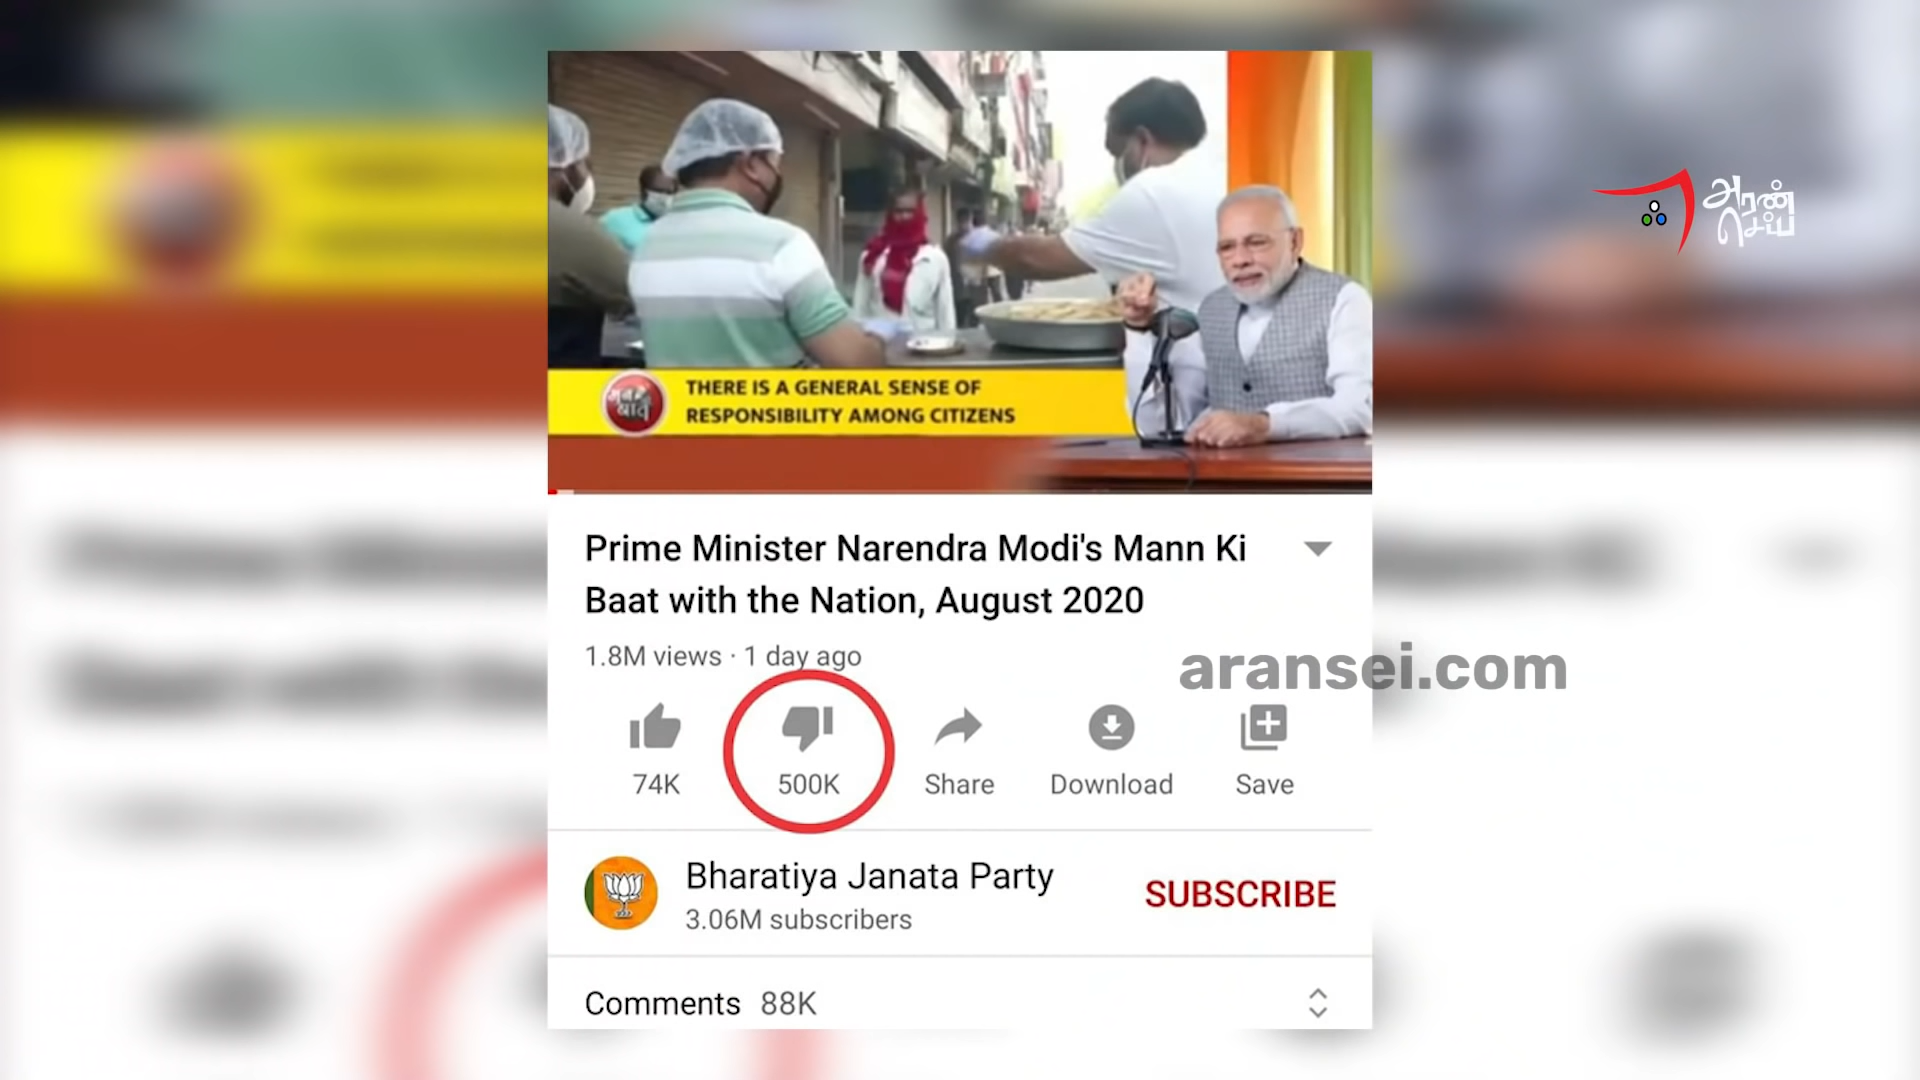 அரண்
செய்
मन की
बात
THERE IS A GENERAL SENSE OF
RESPONSIBILITY AMONG CITIZENS
Prime Minister Narendra Modi's Mann Ki
Baat with the Nation, August 2020
1.8M views · 1 day ago
aransei.com
74K
500K
Share
Download
Save
Bharatiya Janata Party
3.06M subscribers
SUBSCRIBE
Comments 88K